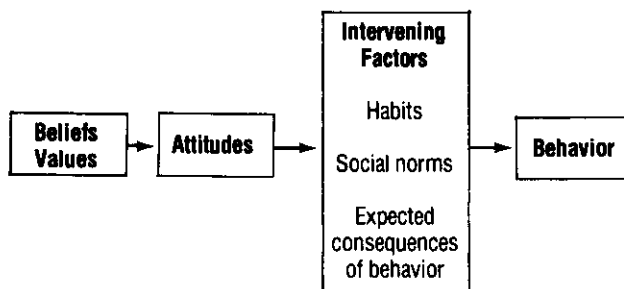 Beliefs
Values
Attitudes
Intervening
Factors
Habits
Social norms
Expected
consequences
of behavior
Behavior